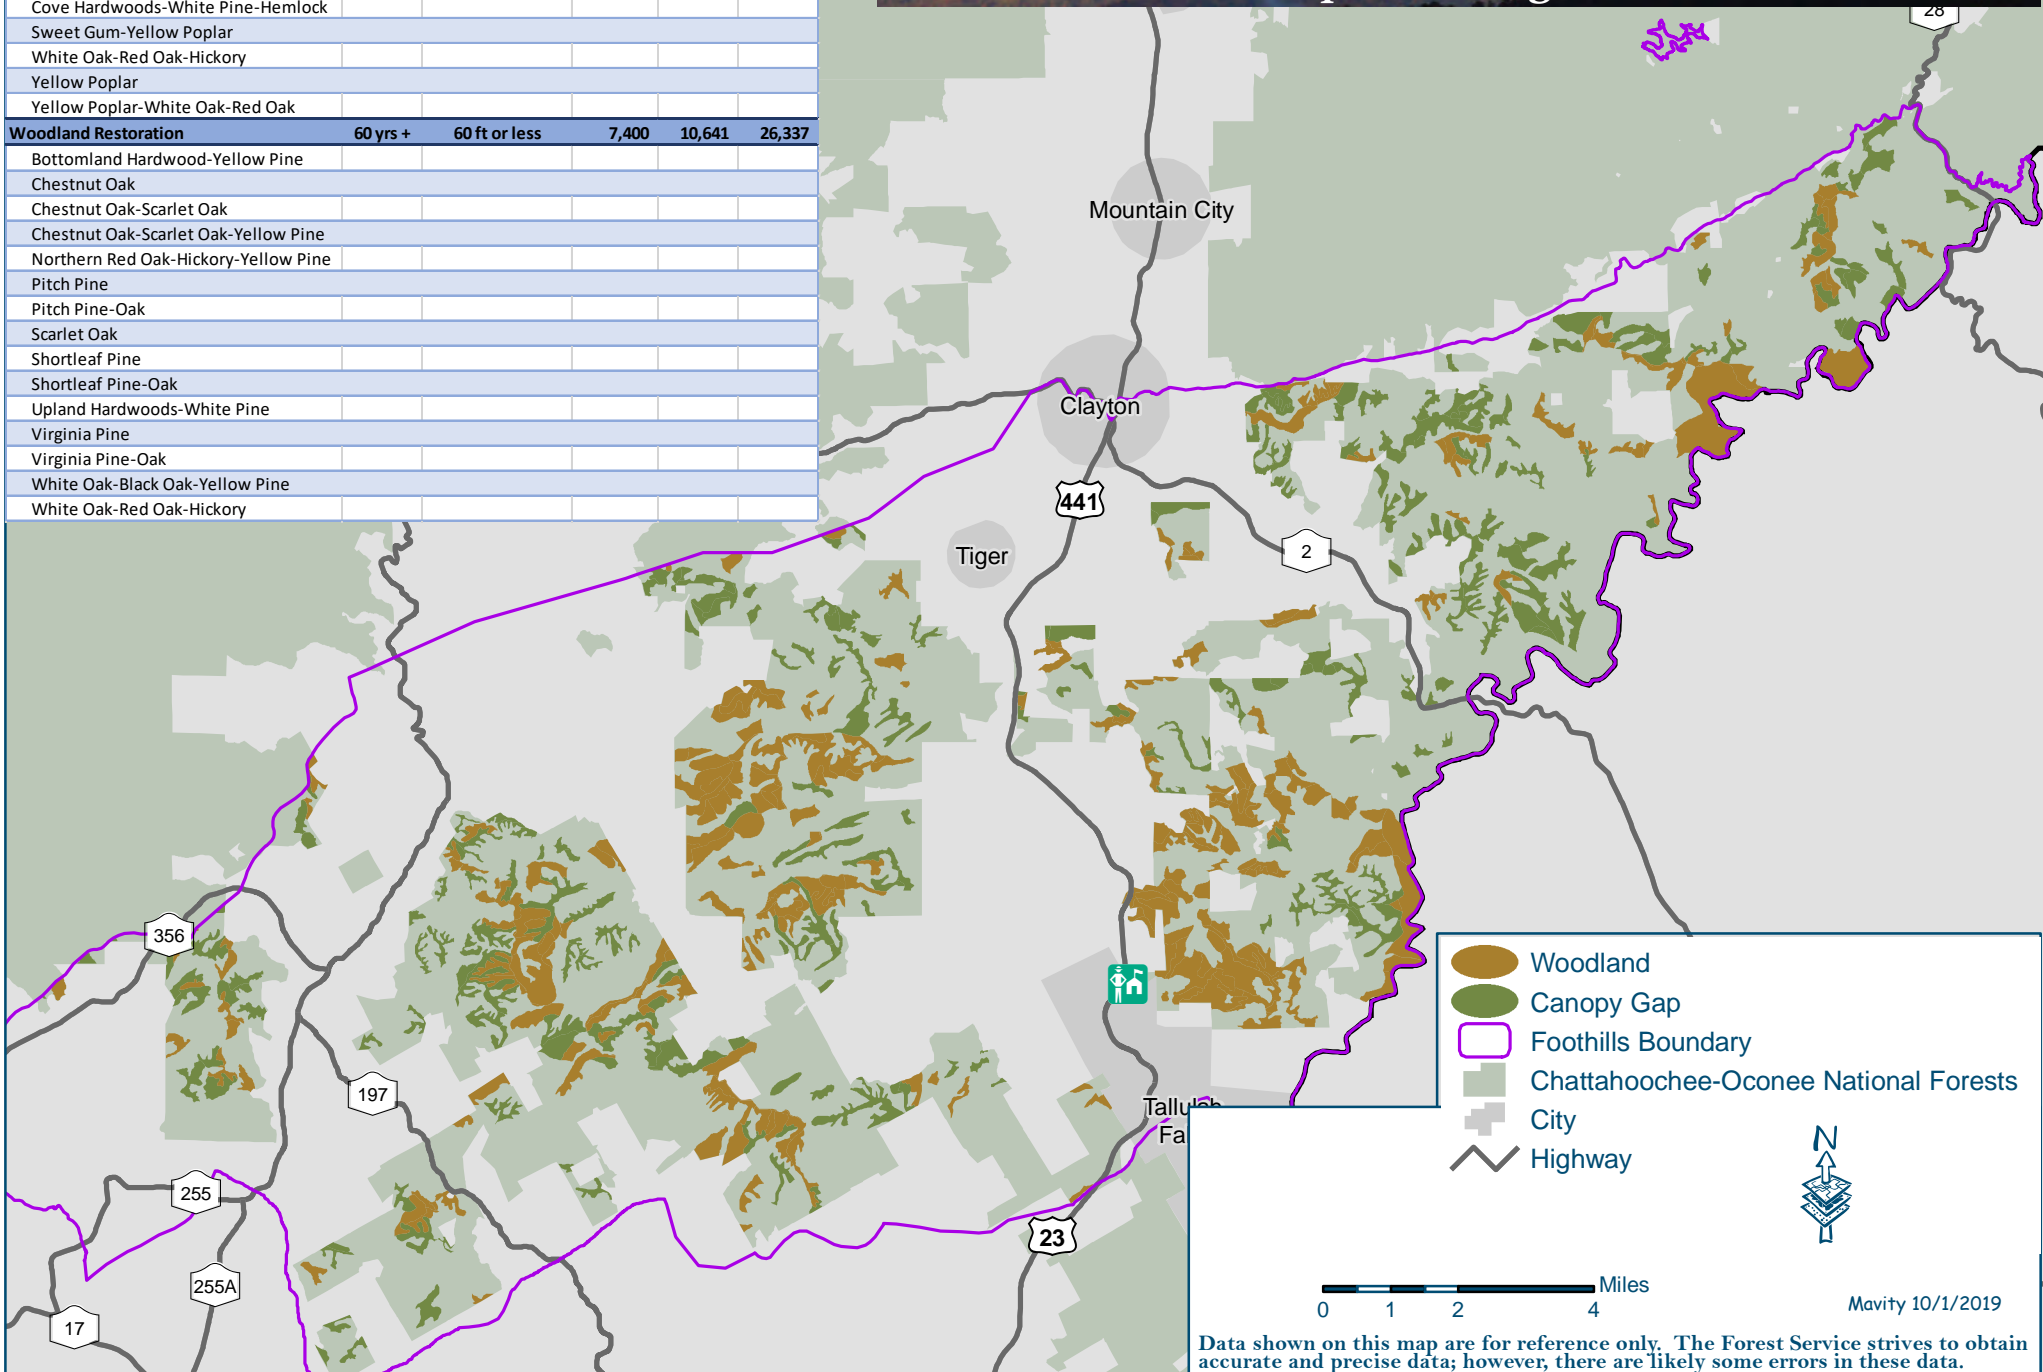 Cove Hardwoods-White Pine-Hemlock
Sweet Gum-Yellow Poplar
White Oak-Red Oak-Hickory
Yellow Poplar
Yellow Poplar-White Oak-Red Oak
Woodland Restoration 60 yrs + 60 ft or less 7,400 10,641 26,337
Bottomland Hardwood-Yellow Pine
Chestnut Oak
Chestnut Oak-Scarlet Oak
Chestnut Oak-Scarlet Oak-Yellow Pine
Northern Red Oak-Hickory-Yellow Pine
Pitch Pine
Pitch Pine-Oak
Scarlet Oak
Shortleaf Pine
Shortleaf Pine-Oak
Upland Hardwoods-White Pine
Virginia Pine
Virginia Pine-Oak
White Oak-Black Oak-Yellow Pine
White Oak-Red Oak-Hickory
28
Mountain City
Clayton
441
Tiger
2
356
197
255
255A
17
23
Tallulah
Fa
Woodland
Canopy Gap
Foothills Boundary
Chattahoochee-Oconee National Forests
City
Highway
N
Miles
0 1 2 4
Mavity 10/1/2019
Data shown on this map are for reference only. The Forest Service strives to obtain
accurate and precise data; however, there are likely some errors in these data.